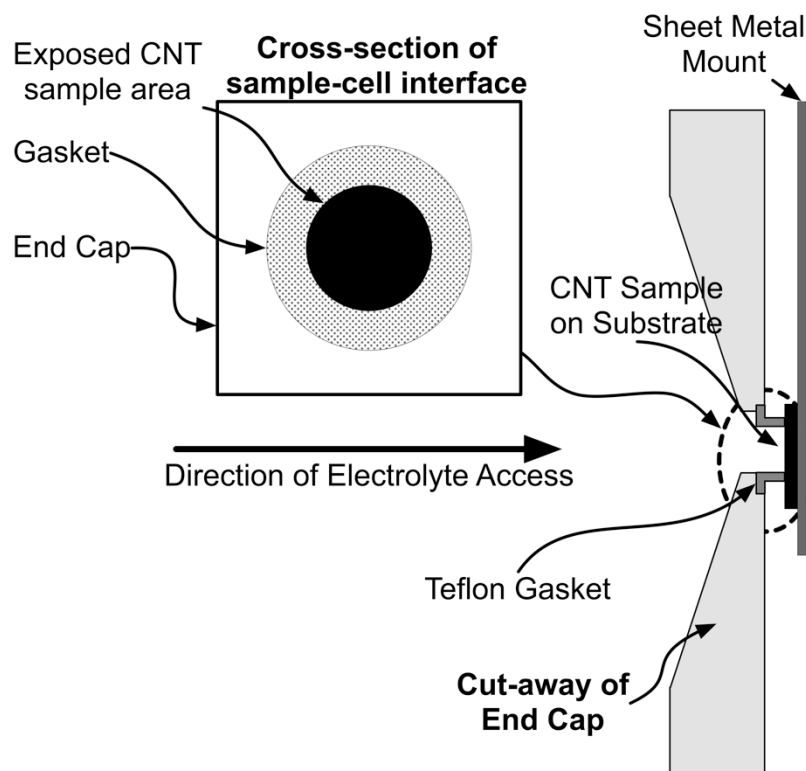 Sheet Metal
Mount
Cross-section of
sample-cell interface
Exposed CNT
sample area
Gasket
End Cap
CNT Sample
on Substrate
Direction of Electrolyte Access
Teflon Gasket
Cut-away of
End Cap